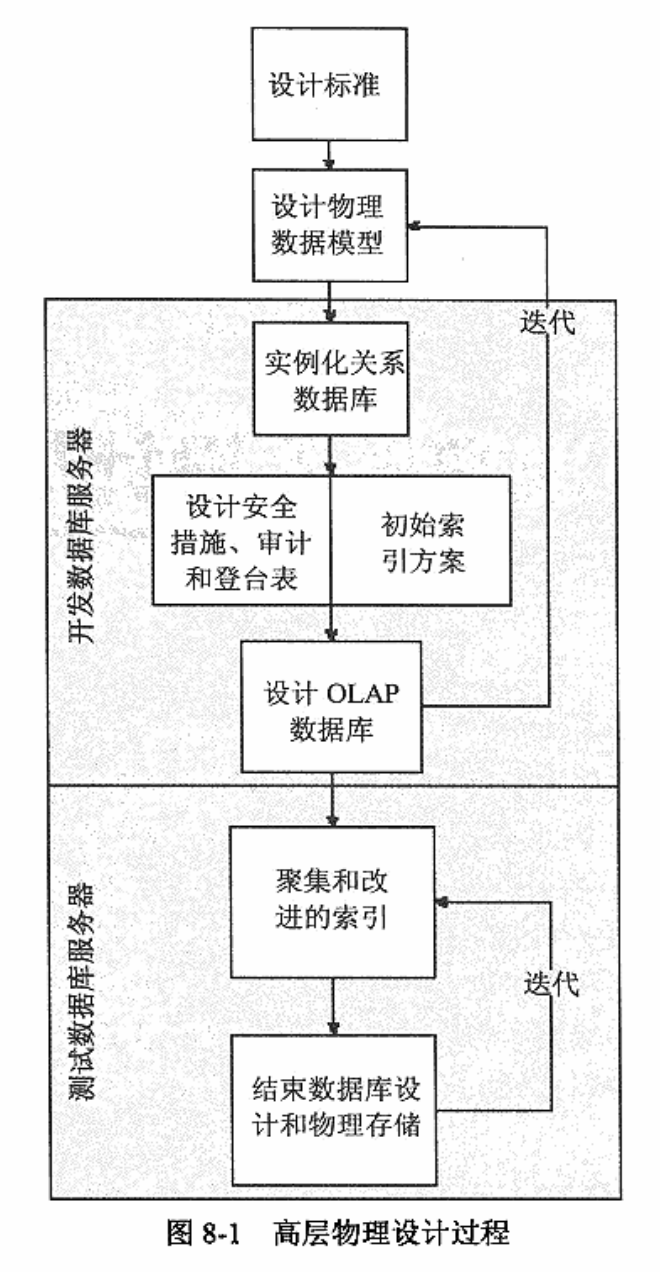 设计标准
设计物理
数据模型
迭代
实例化关系
数据库
开发数据库服务器
设计安全
措施、审计
和登台表
初始索
引方案
设计 OLAP
数据库
测试数据库服务器
聚集和改
进的索引
迭代
结束数据库设
计和物理存储
图 8-1 高层物理设计过程